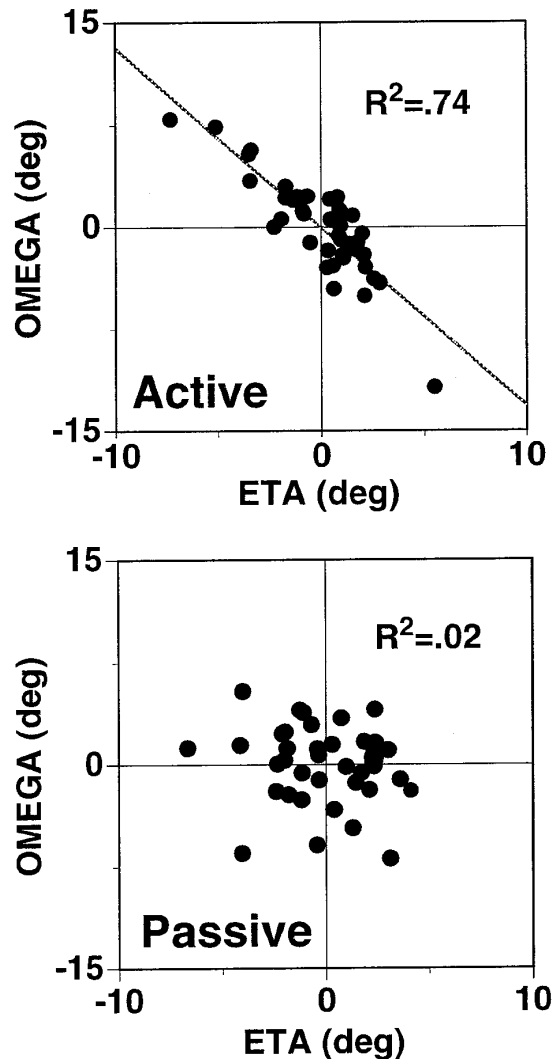 15
R²=.74
OMEGA (deg)
0
Active
-15
-10 0 10
ETA (deg)
15
R²=.02
OMEGA (deg)
0
Passive
-15
-10 0 10
ETA (deg)